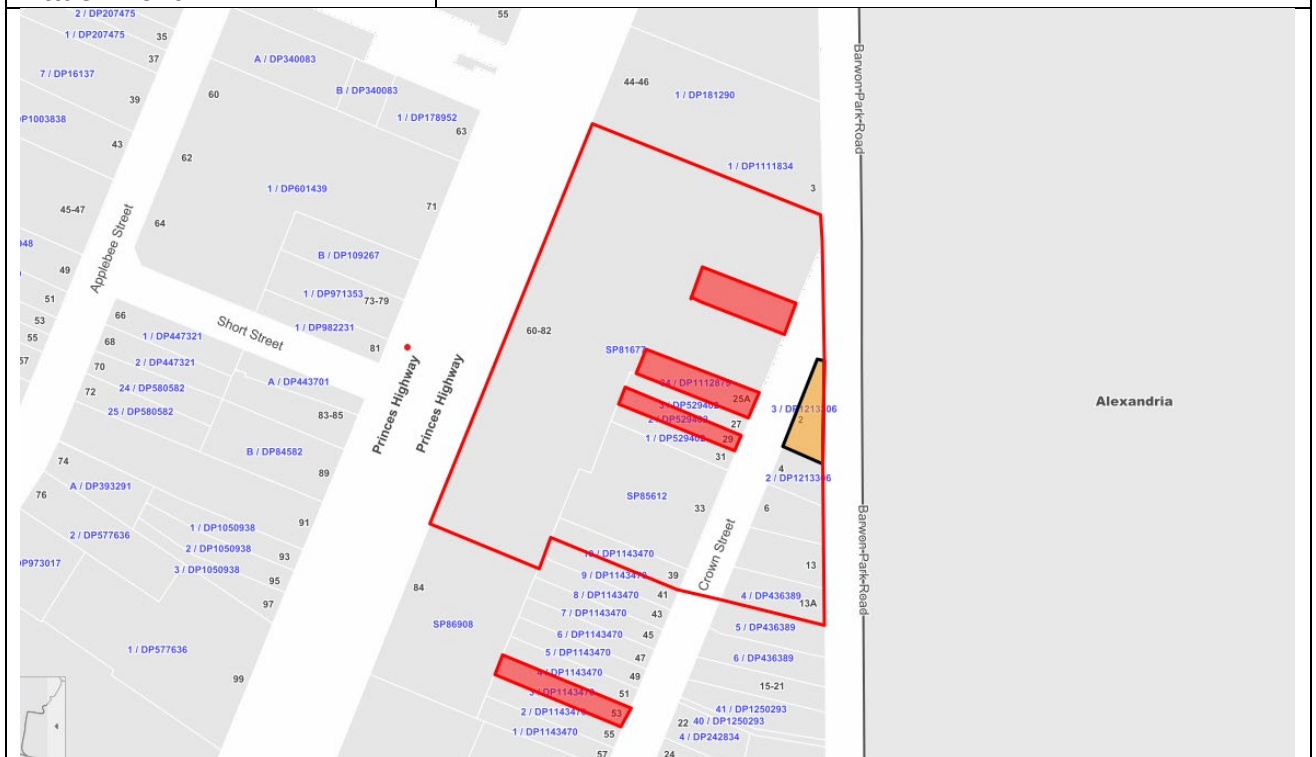 55
2 / DP207475
1 / DP207475
35
37
7 / DP16137
39
P1003838
43
45-47
49
51
53
55
57
A / DP340083
B / DP340083
1 / DP178952
63
60
62
64
1 / DP601439
71
B / DP109267
1 / DP971353
73-79
1 / DP982231
81
Applebee Street
Short Street
66
68
70
72
1 / DP447321
2 / DP447321
24 / DP580582
25 / DP580582
A / DP443701
83-85
B / DP84582
89
74
76
A / DP393291
2 / DP577636
P973017
1 / DP1050938
2 / DP1050938
3 / DP1050938
91
93
95
97
1 / DP577636
99
Princes Highway
Princes Highway
44-46
1 / DP181290
1 / DP1111834
3
60-82
SP81677
25A
3 / DP529402
27
2 / DP529402
29
1 / DP529402
31
SP85612
33
Crown Street
3 / DP1213306
2
4
2 / DP1213306
6
13
4 / DP436389
13A
5 / DP436389
6 / DP436389
15-21
41 / DP1250293
22
40 / DP1250293
4 / DP242834
24
10 / DP1143470
9 / DP1143470
39
8 / DP1143470
41
7 / DP1143470
43
6 / DP1143470
45
5 / DP1143470
47
4 / DP1143470
49
3 / DP1143470
51
2 / DP1143470
53
1 / DP1143470
55
57
84
SP86908
Barwon-Park-Road
Barwon-Park-Road
Alexandria